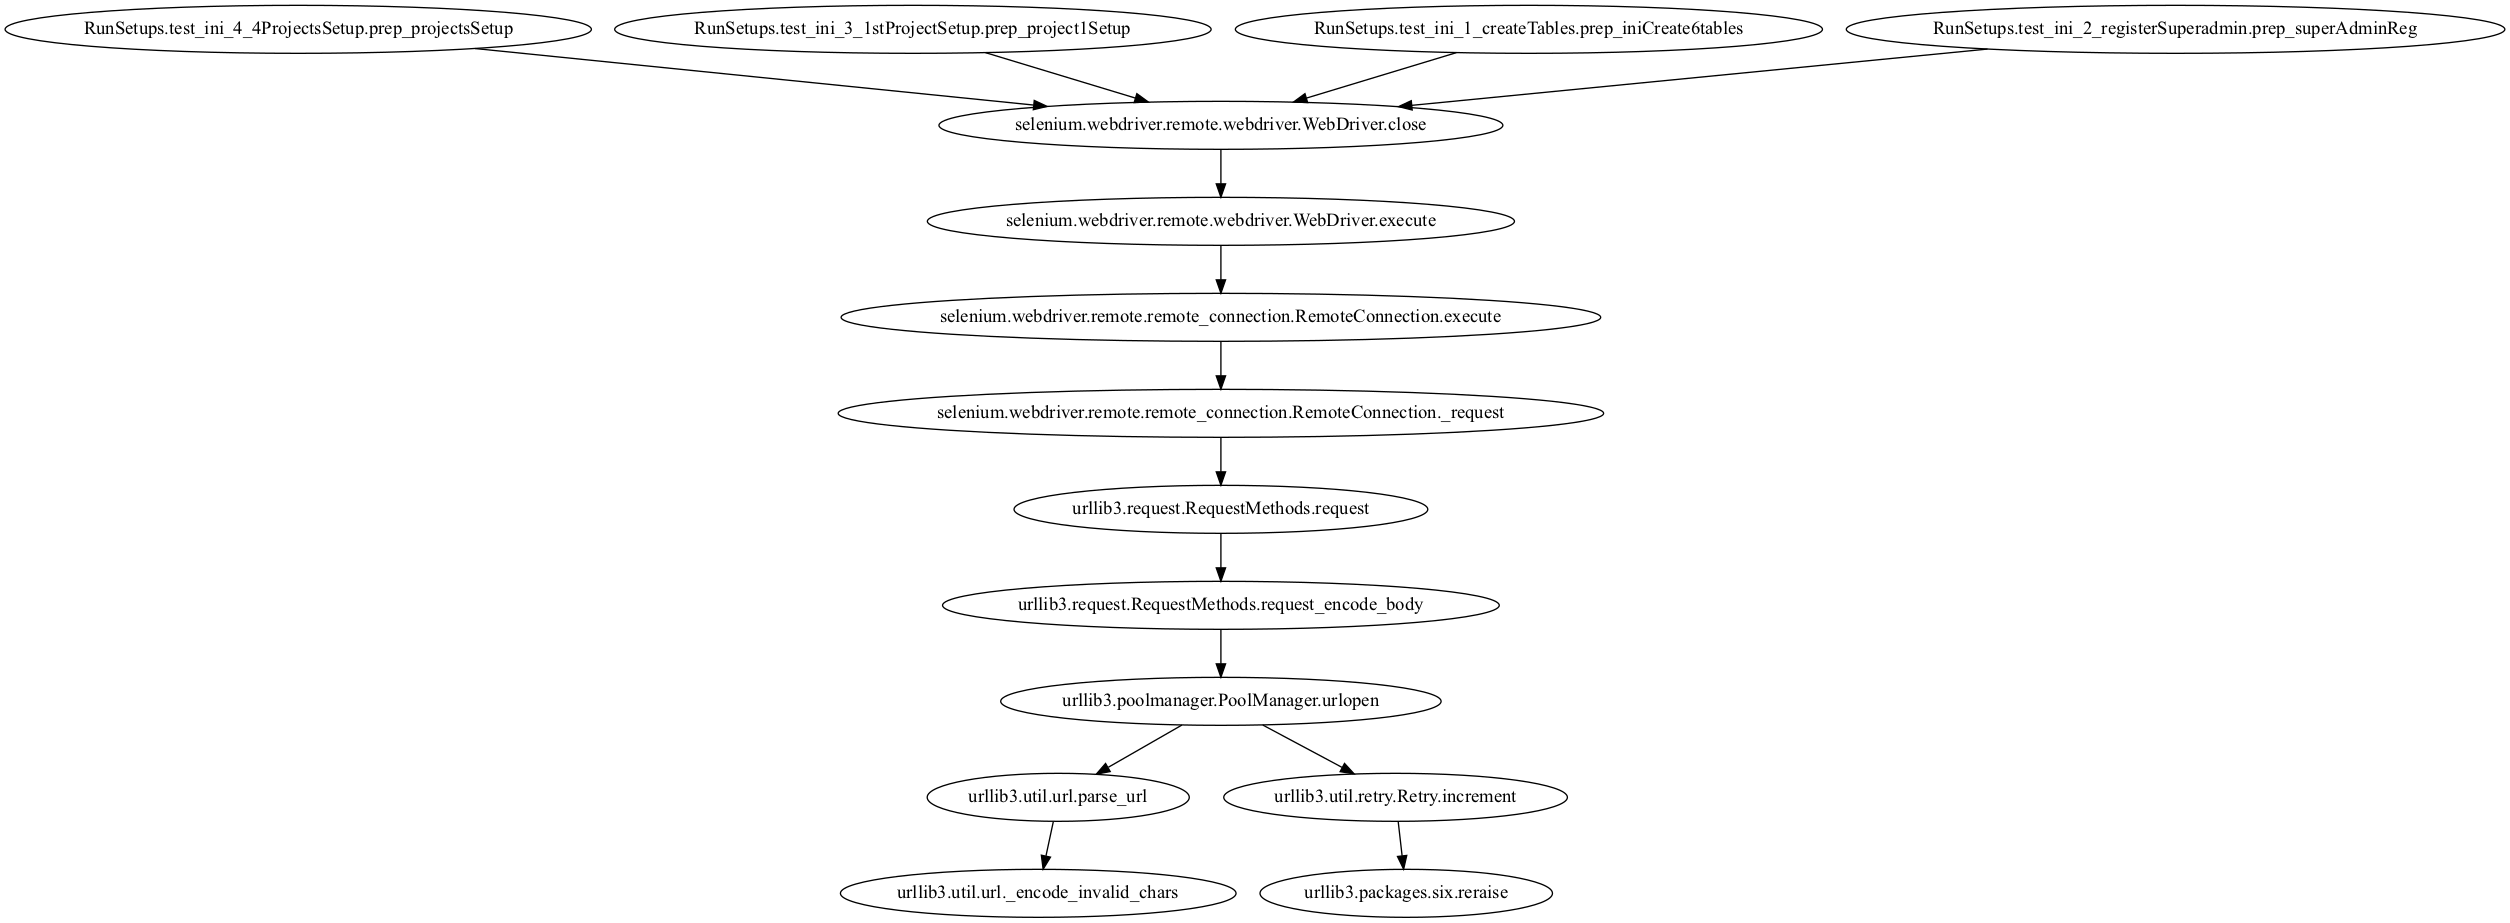 RunSetups.test_ini_4_4ProjectsSetup.prep_projectsSetup
RunSetups.test_ini_3_1stProjectSetup.prep_project1Setup
RunSetups.test_ini_1_createTables.prep_iniCreate6tables
RunSetups.test_ini_2_registerSuperadmin.prep_superAdminReg
selenium.webdriver.remote.webdriver.WebDriver.close
selenium.webdriver.remote.webdriver.WebDriver.execute
selenium.webdriver.remote.remote_connection.RemoteConnection.execute
selenium.webdriver.remote.remote_connection.RemoteConnection._request
urllib3.request.RequestMethods.request
urllib3.request.RequestMethods.request_encode_body
urllib3.poolmanager.PoolManager.urlopen
urllib3.util.url.parse_url
urllib3.util.retry.Retry.increment
urllib3.util.url._encode_invalid_chars
urllib3.packages.six.reraise